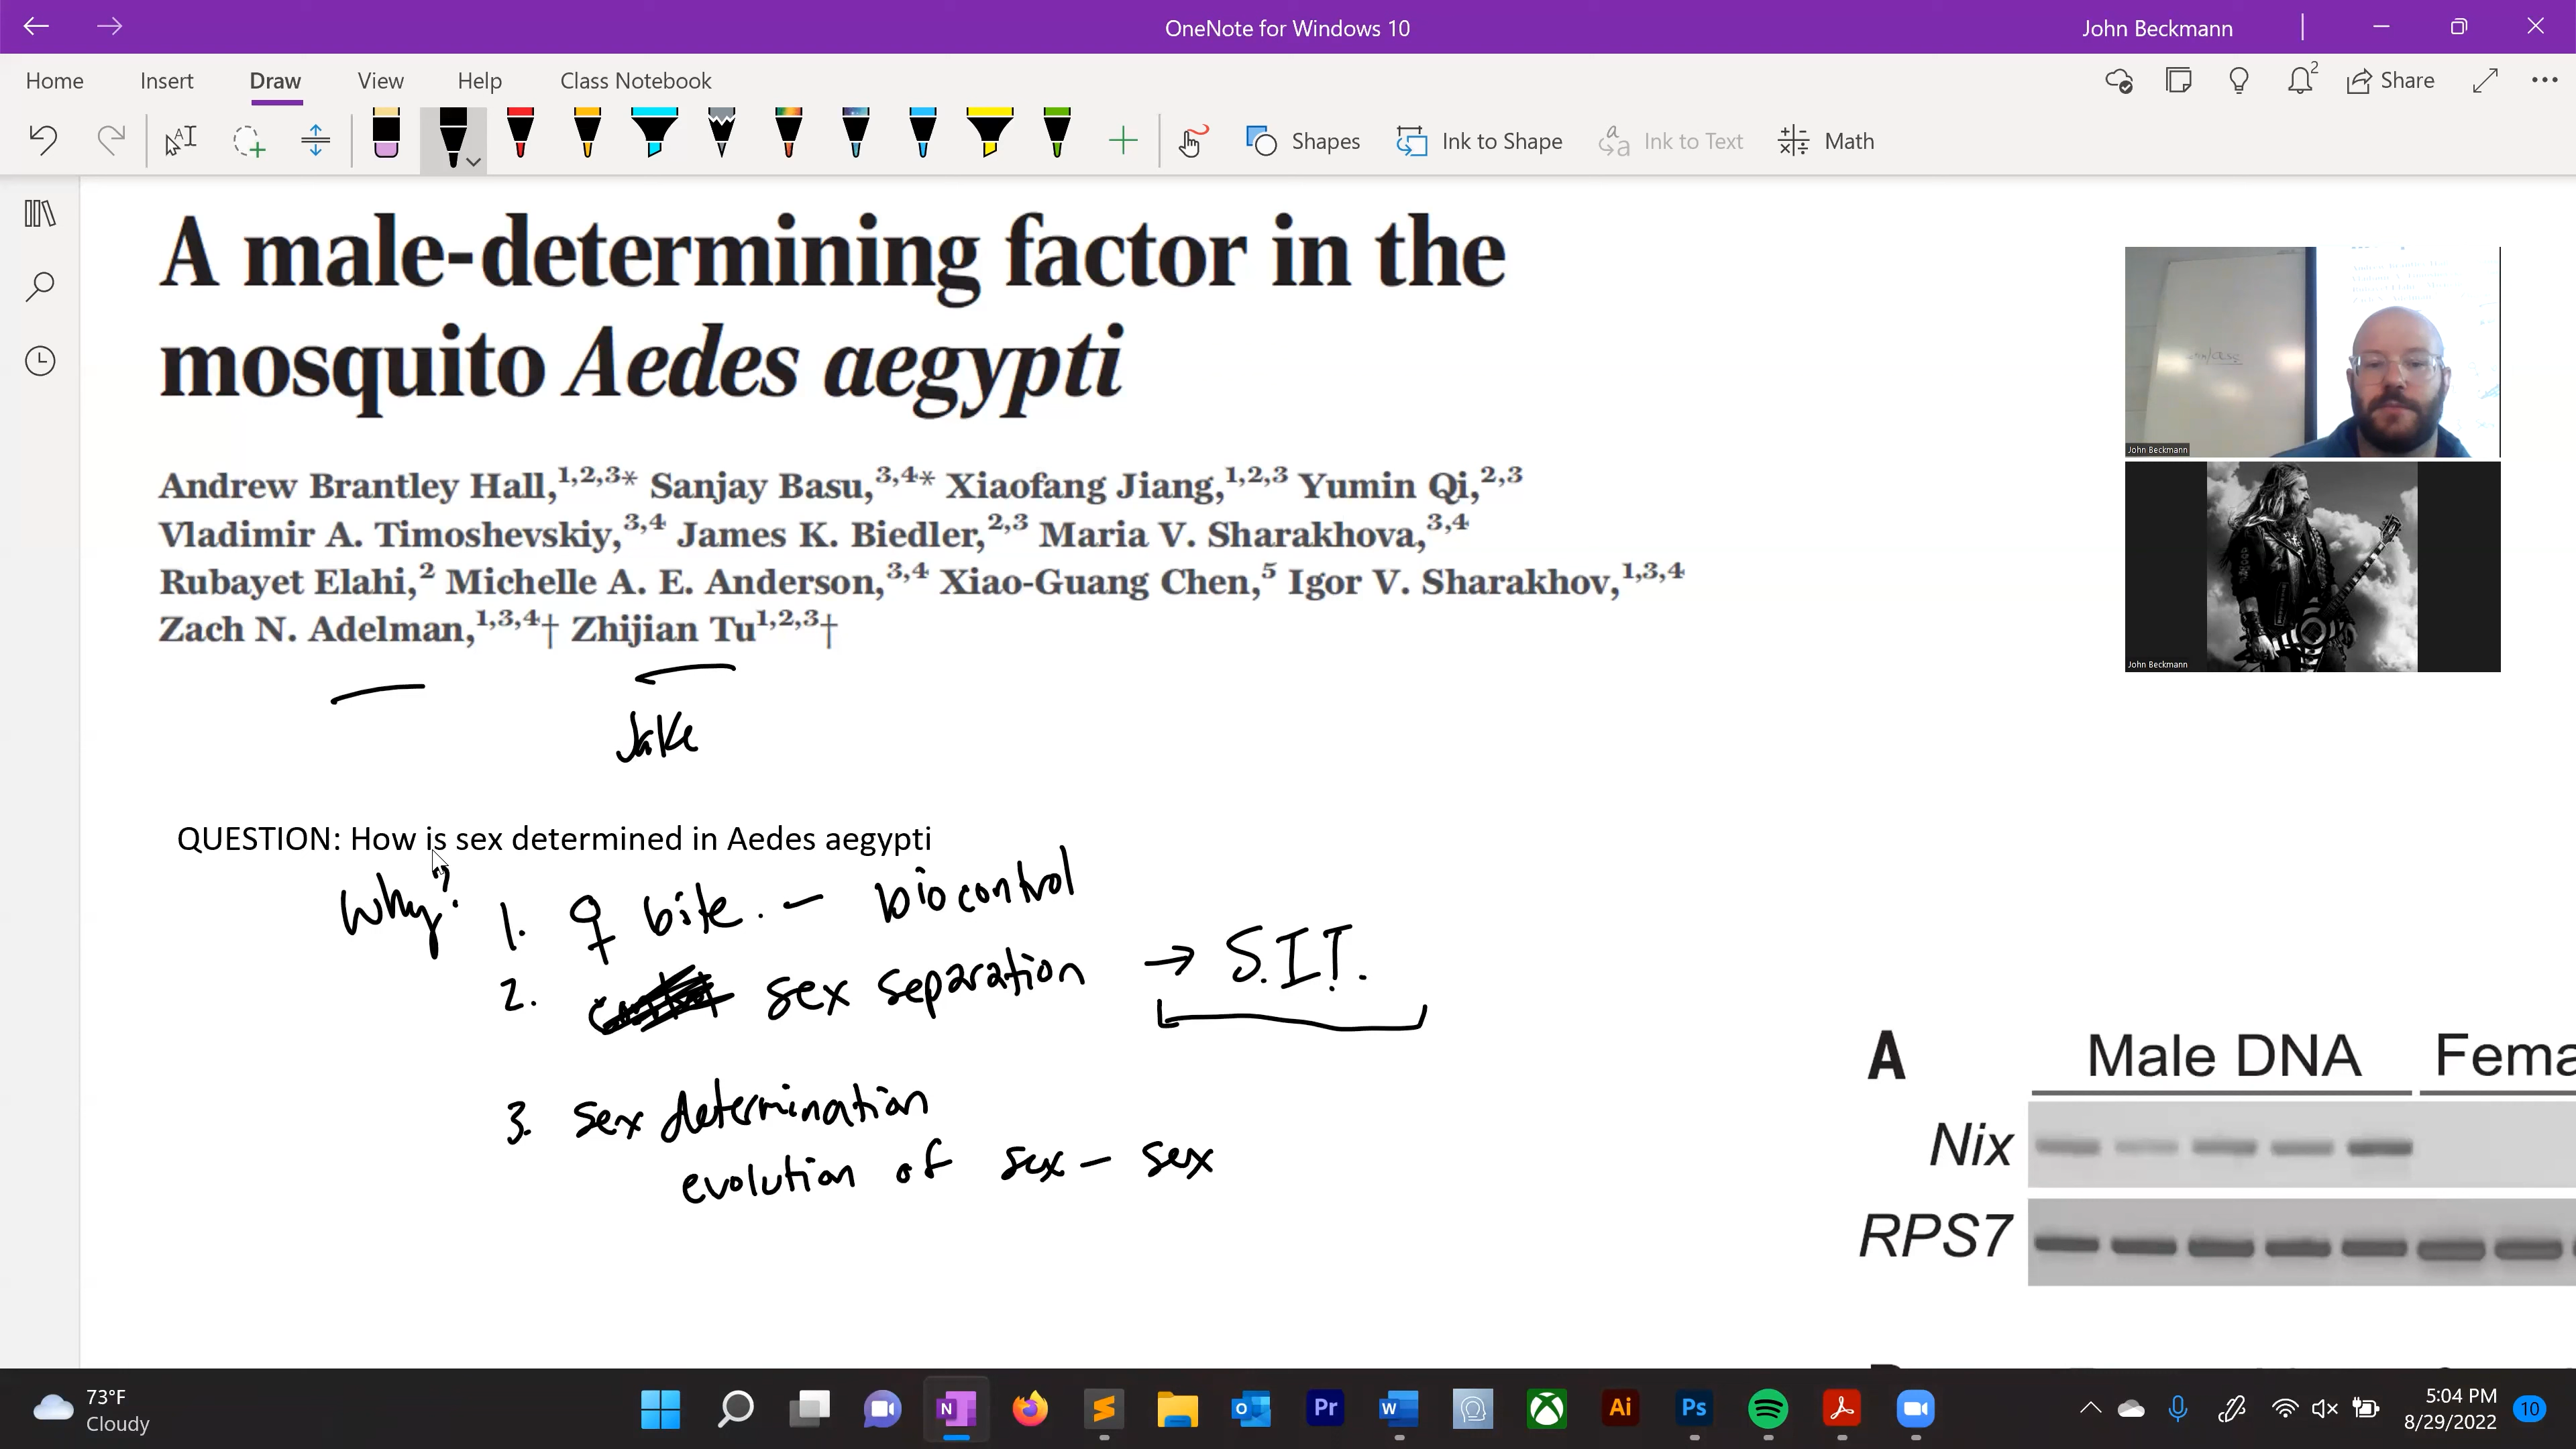 OneNote for Windows 10
John Beckmann
Home Insert Draw View Help Class Notebook
2
Share
Shapes Ink to Shape Ink to Text Math
A male-determining factor in the
mosquito Aedes aegypti
Andrew Brantley Hall,1,2,3* Sanjay Basu,3,4* Xiaofang Jiang,1,2,3 Yumin Qi,2,3
Vladimir A. Timoshevskiy,3,4 James K. Biedler,2,3 Maria V. Sharakhova,3,4
Rubayet Elahi,2 Michelle A. E. Anderson,3,4 Xiao-Guang Chen,5 Igor V. Sharakhov,1,3,4
Zach N. Adelman,1,3,4† Zhijian Tu1,2,3†
Jake
John Beckmann
John Beckmann
QUESTION: How is sex determined in Aedes aegypti
Why? 1. ♀ bite. – biocontrol
2. sex separation → S.I.T.
3. sex determination
evolution of sex – sex
A Male DNA Fema
Nix
RPS7
73°F
Cloudy
N
O
Pr
W
Ai
Ps
5:04 PM
8/29/2022
10